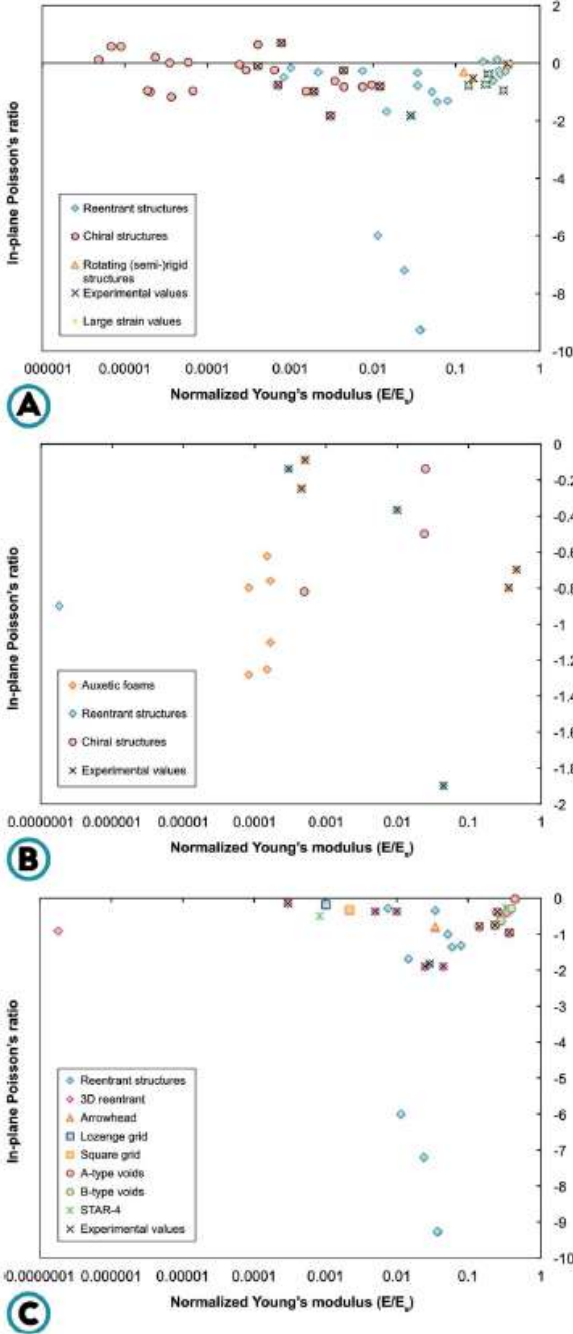 2
0
-2
-4
-6
-8
-10
In-plane Poisson's ratio
Reentrant structures
Chiral structures
Rotating (semi-)rigid
structures
Experimental values
Large strain values
000001
0.00001
0.0001
0.001
0.01
0.1
1
Normalized Young's modulus (E/Es)
A
0
-0.2
-0.4
-0.6
-0.8
-1
-1.2
-1.4
-1.6
-1.8
-2
In-plane Poisson's ratio
Auxetic foams
Reentrant structures
Chiral structures
Experimental values
0.0000001
0.000001
0.00001
0.0001
0.001
0.01
0.1
1
Normalized Young's modulus (E/Es)
B
0
-1
-2
-3
-4
-5
-6
-7
-8
-9
-10
In-plane Poisson's ratio
Reentrant structures
3D reentrant
Arrowhead
Lozenge grid
Square grid
A-type voids
B-type voids
STAR-4
Experimental values
0.0000001
0.000001
0.00001
0.0001
0.001
0.01
0.1
1
Normalized Young's modulus (E/Es)
C